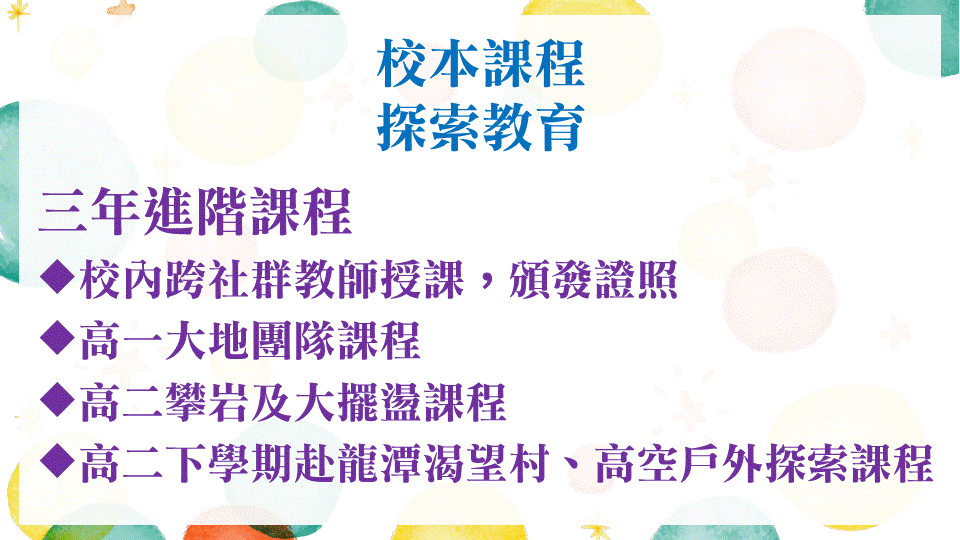 校本課程
探索教育
三年進階課程
◆校內跨社群教師授課，頒發證照
◆高一大地團隊課程
◆高二攀岩及大擺盪課程
◆高二下學期赴龍潭渴望村、高空戶外探索課程